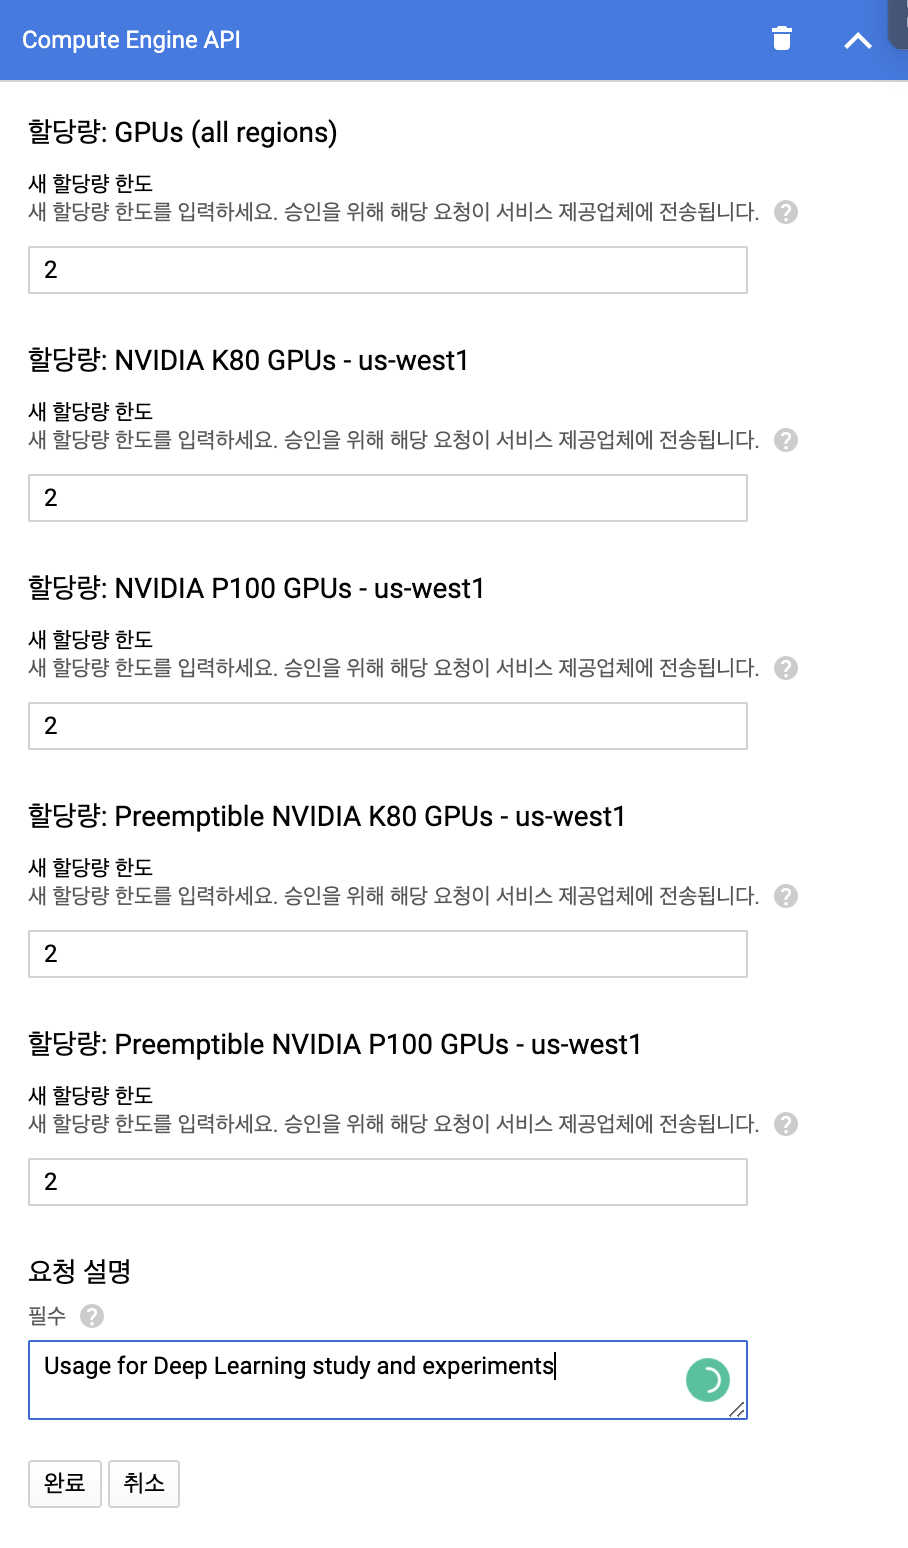 Compute Engine API
할당량: GPUs (all regions)
새 할당량 한도
새 할당량 한도를 입력하세요. 승인을 위해 해당 요청이 서비스 제공업체에 전송됩니다. ?
2
할당량: NVIDIA K80 GPUs - us-west1
새 할당량 한도
새 할당량 한도를 입력하세요. 승인을 위해 해당 요청이 서비스 제공업체에 전송됩니다. ?
2
할당량: NVIDIA P100 GPUs - us-west1
새 할당량 한도
새 할당량 한도를 입력하세요. 승인을 위해 해당 요청이 서비스 제공업체에 전송됩니다. ?
2
할당량: Preemptible NVIDIA K80 GPUs - us-west1
새 할당량 한도
새 할당량 한도를 입력하세요. 승인을 위해 해당 요청이 서비스 제공업체에 전송됩니다. ?
2
할당량: Preemptible NVIDIA P100 GPUs - us-west1
새 할당량 한도
새 할당량 한도를 입력하세요. 승인을 위해 해당 요청이 서비스 제공업체에 전송됩니다. ?
2
요청 설명
필수 ?
Usage for Deep Learning study and experiments
완료 취소